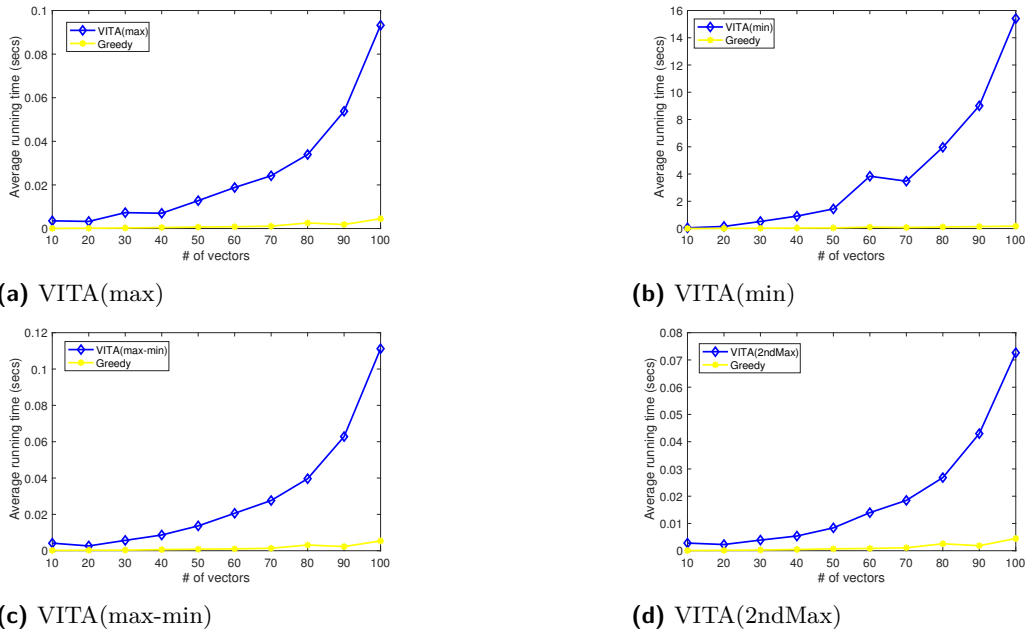 0.1
0.08
0.06
0.04
0.02
0
Average running time (secs)
VITA(max)
Greedy
10 20 30 40 50 60 70 80 90 100
# of vectors
(a) VITA(max)
16
14
12
10
8
6
4
2
0
Average running time (secs)
VITA(min)
Greedy
10 20 30 40 50 60 70 80 90 100
# of vectors
(b) VITA(min)
0.12
0.1
0.08
0.06
0.04
0.02
0
Average running time (secs)
VITA(max-min)
Greedy
10 20 30 40 50 60 70 80 90 100
# of vectors
(c) VITA(max-min)
0.08
0.07
0.06
0.05
0.04
0.03
0.02
0.01
0
Average running time (secs)
VITA(2ndMax)
Greedy
10 20 30 40 50 60 70 80 90 100
# of vectors
(d) VITA(2ndMax)